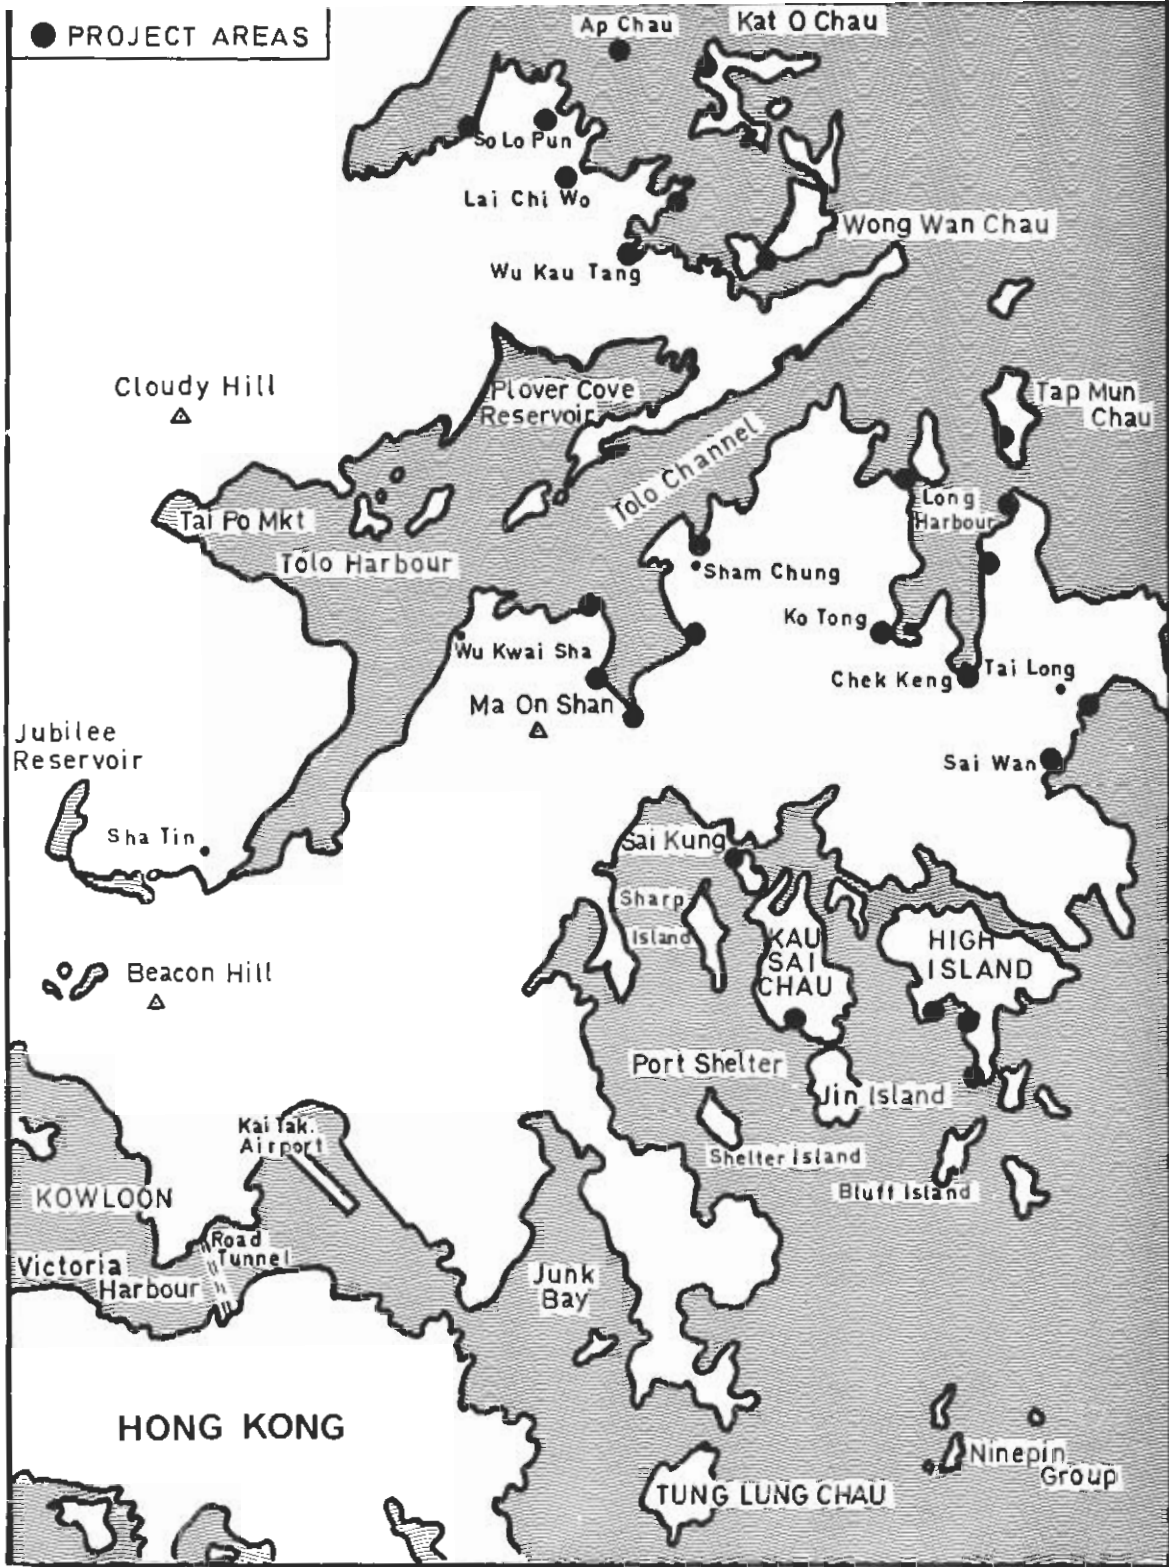 PROJECT AREAS
Ap Chau
Kat O Chau
So Lo Pun
Lai Chi Wo
Wong Wan Chau
Wu Kau Tang
Cloudy Hill
Plover Cove
Reservoir
Tap Mun
Chau
Tolo Channel
Long
Harbour
Tai Po Mkt
Tolo Harbour
Sham Chung
Ko Tong
Wu Kwai Sha
Chek Keng
Tai Long
Ma On Shan
Jubilee
Reservoir
Sai Wan
Sha Tin
Sai Kung
Sharp
Island
KAU
SAI
CHAU
HIGH
ISLAND
Beacon Hill
Port Shelter
Jin Island
Kai Tak.
Airport
Shelter Island
Bluff Island
KOWLOON
Road
Tunnel
Victoria
Harbour
Junk
Bay
HONG KONG
Ninepin
Group
TUNG LUNG CHAU